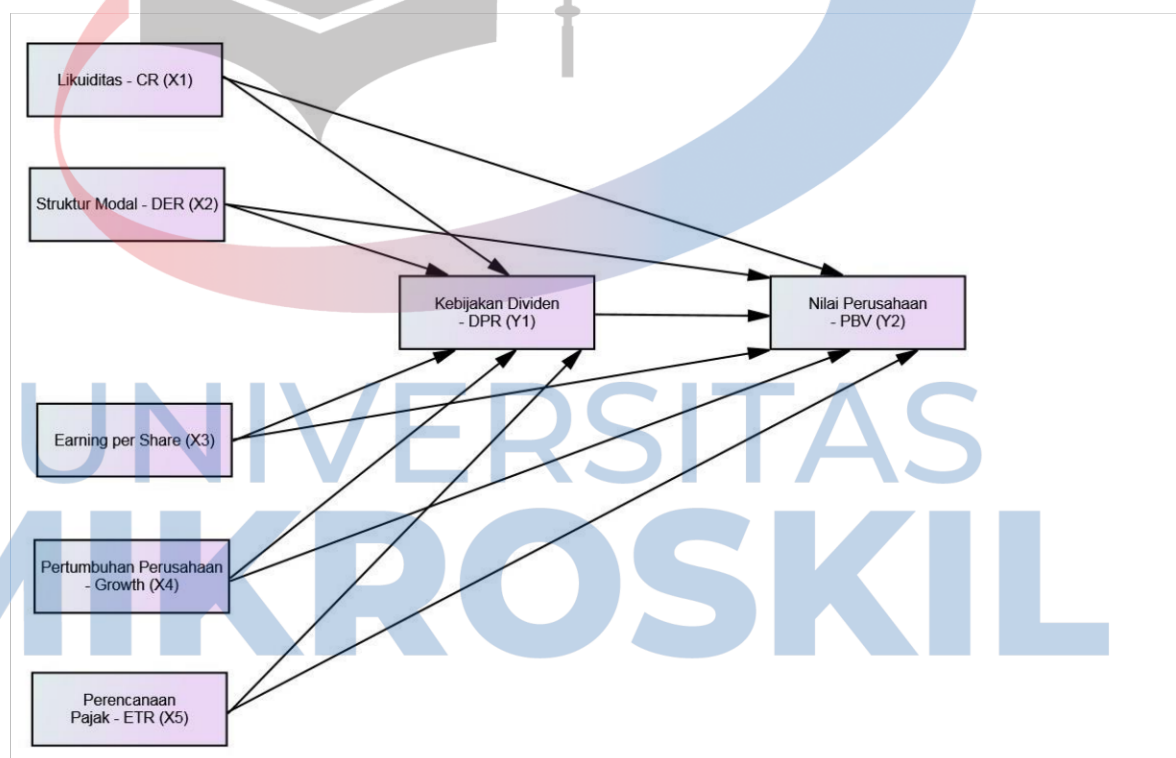 Likuiditas - CR (X1)
Struktur Modal - DER (X2)
Kebijakan Dividen
- DPR (Y1)
Nilai Perusahaan
- PBV (Y2)
Earning per Share (X3)
Pertumbuhan Perusahaan
- Growth (X4)
Perencanaan
Pajak - ETR (X5)
UNIVERSITAS
MIKROSKIL